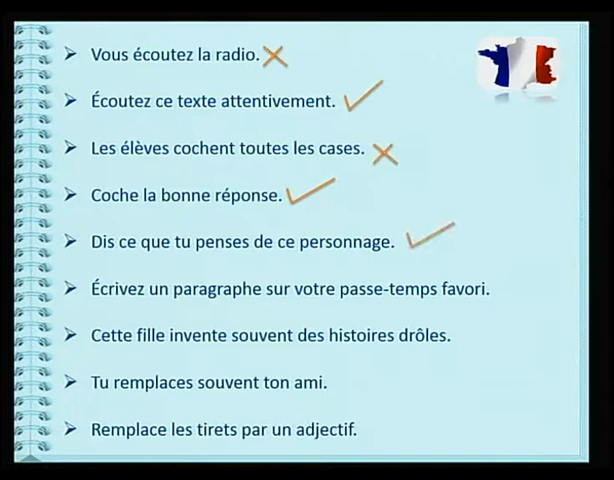 Vous écoutez la radio.
Écoutez ce texte attentivement.
Les élèves cochent toutes les cases.
Coche la bonne réponse.
Dis ce que tu penses de ce personnage.
Écrivez un paragraphe sur votre passe-temps favori.
Cette fille invente souvent des histoires drôles.
Tu remplaces souvent ton ami.
Remplace les tirets par un adjectif.